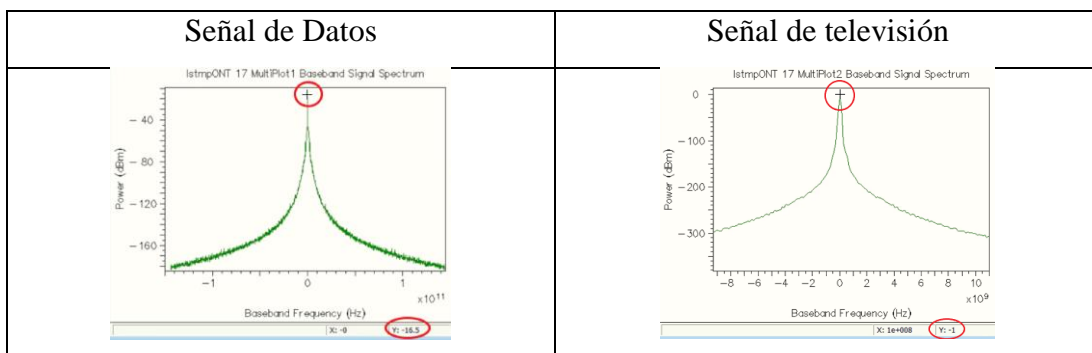 Señal de Datos
Señal de televisión
IstmpONT 17 MultiPlot1 Baseband Signal Spectrum
Power (dBm)
- 40
- 80
- 120
- 160
-1 0 1
x10^11
Baseband Frequency (Hz)
X: -0 Y: -16.5
IstmpONT 17 MultiPlot2 Baseband Signal Spectrum
Power (dBm)
0
-100
-200
-300
-8 -6 -4 -2 0 2 4 6 8 10
x10^9
Baseband Frequency (Hz)
X: 1e+008 Y: -1